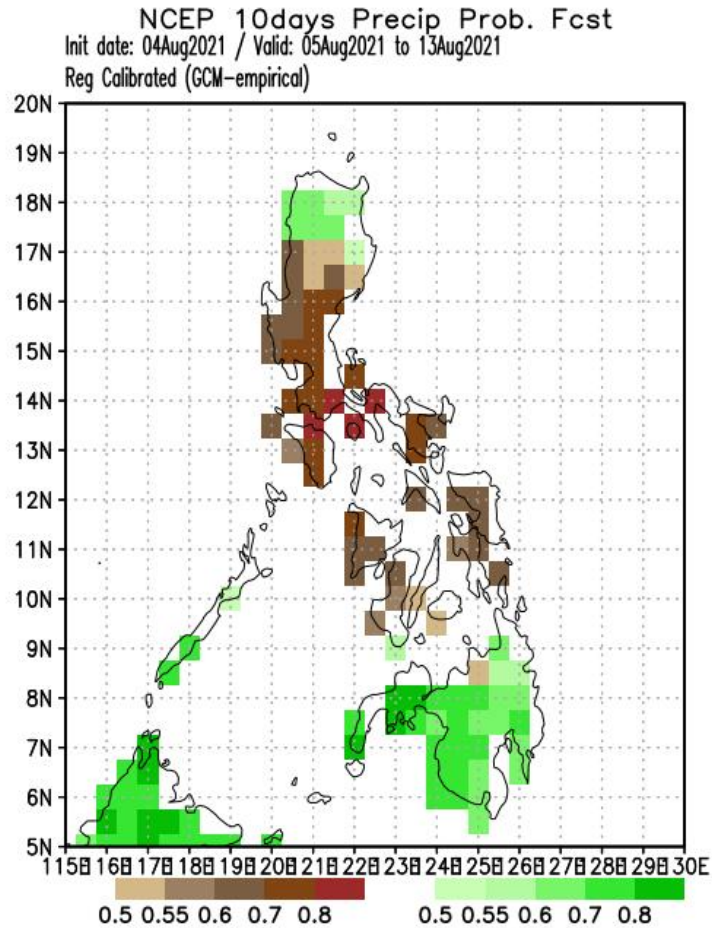 NCEP 10days Precip Prob. Fcst
Init date: 04Aug2021 / Valid: 05Aug2021 to 13Aug2021
Reg Calibrated (GCM-empirical)
20N
19N
18N
17N
16N
15N
14N
13N
12N
11N
10N
9N
8N
7N
6N
5N
115E 116E 117E 118E 119E 120E 121E 122E 123E 124E 125E 126E 127E 128E 129E 130E
0.5 0.55 0.6 0.7 0.8 0.5 0.55 0.6 0.7 0.8